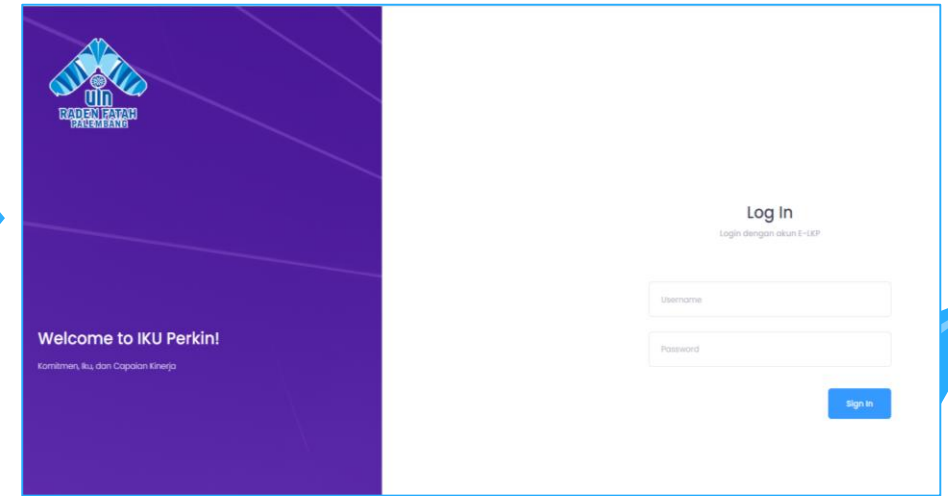 UIN
RADEN FATAH
PALEMBANG
Welcome to IKU Perkin!
Komitmen, Iku, dan Capaian Kinerja
Log In
Login dengan akun E-LKP
Username
Password
Sign In